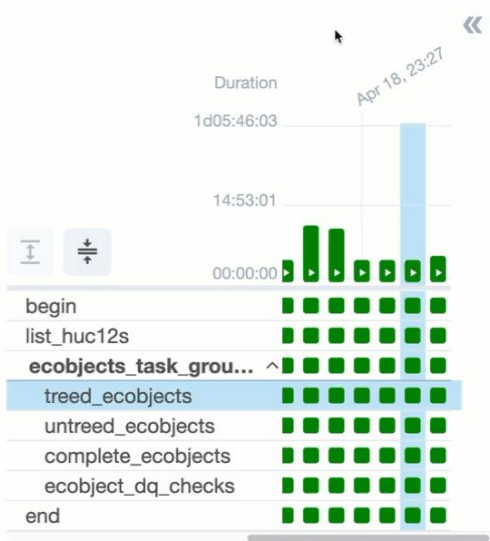 Duration
Apr 18, 23:27
1d05:46:03
14:53:01
00:00:00
begin
list_huc12s
ecobjects_task_grou...
treed_ecobjects
untreed_ecobjects
complete_ecobjects
ecobject_dq_checks
end